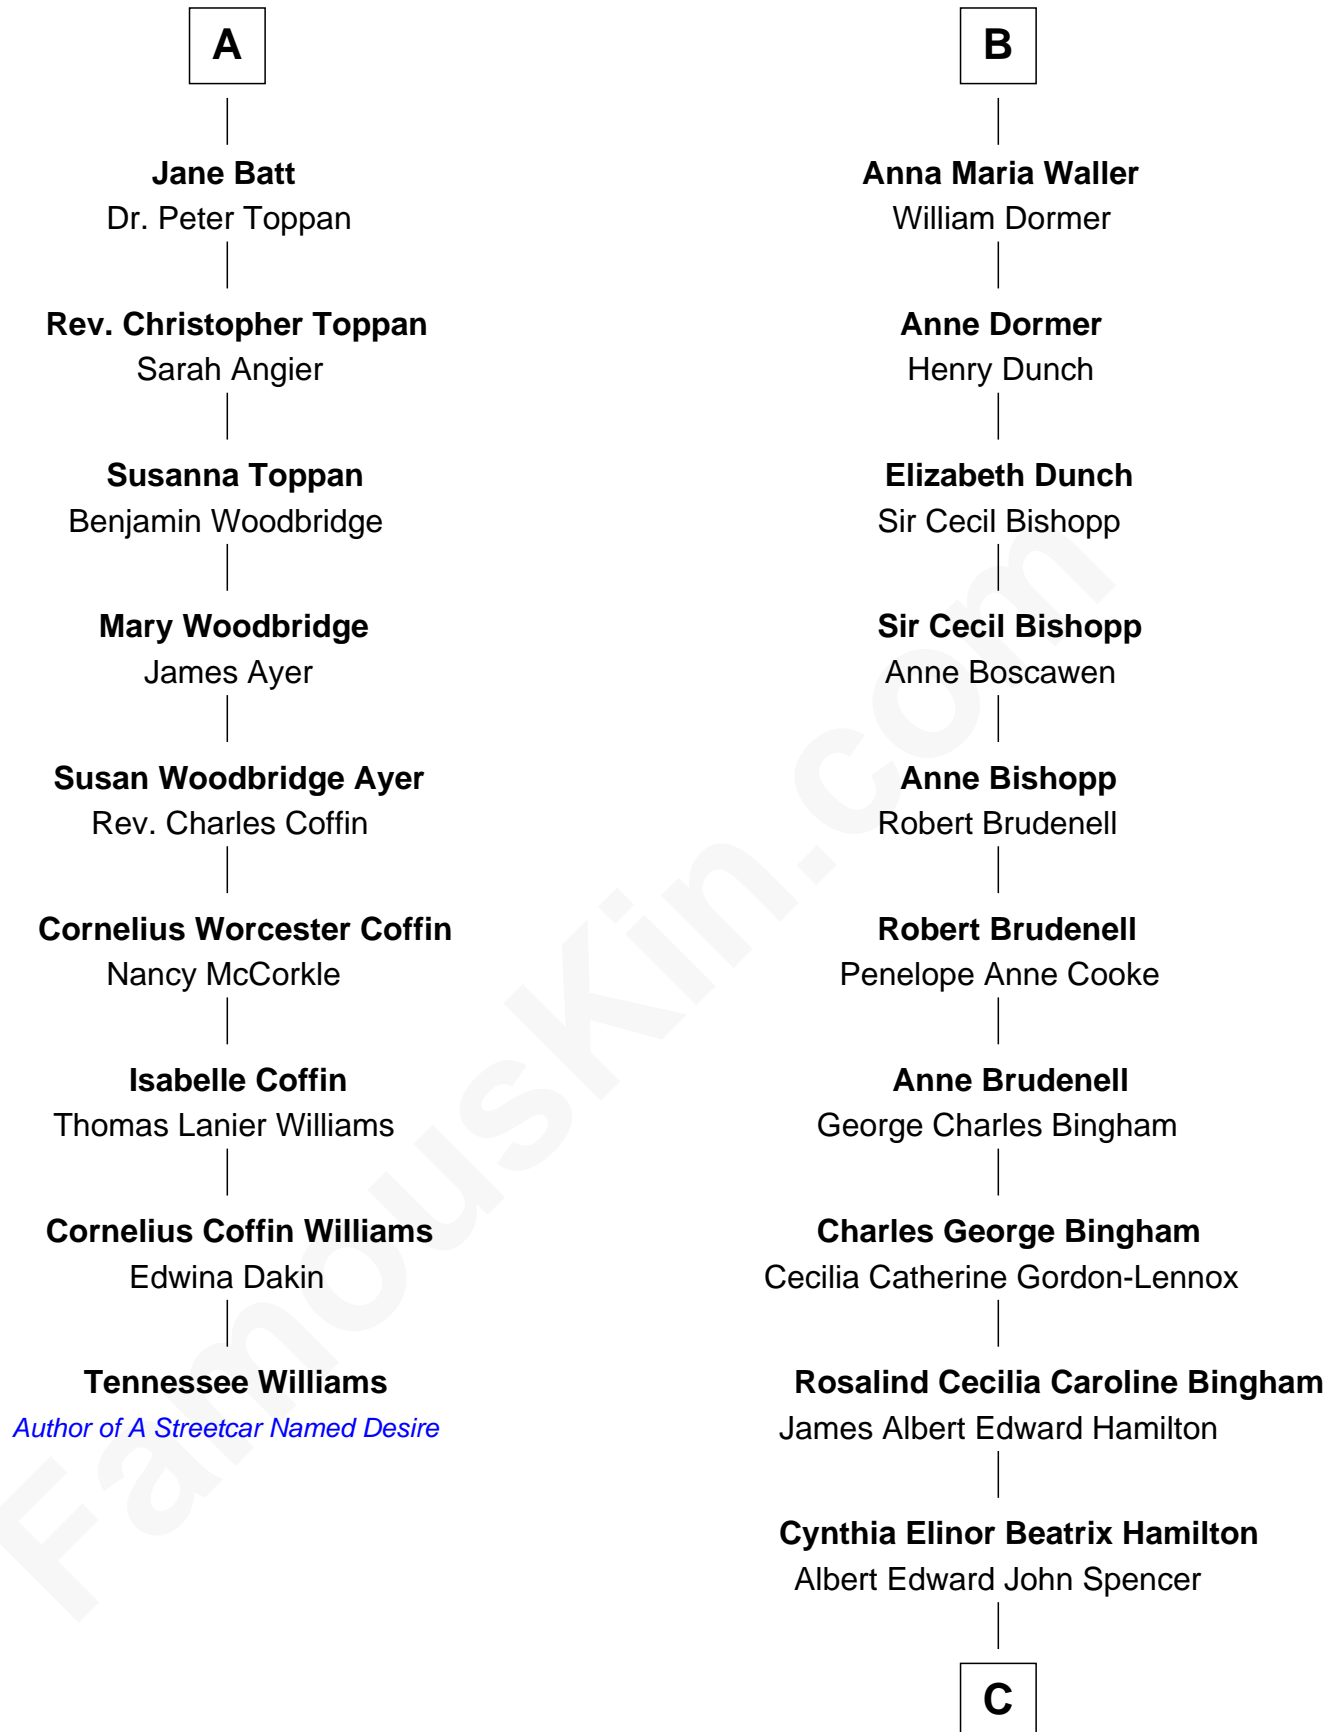 A
Jane Batt
Dr. Peter Toppan
Rev. Christopher Toppan
Sarah Angier
Susanna Toppan
Benjamin Woodbridge
Mary Woodbridge
James Ayer
Susan Woodbridge Ayer
Rev. Charles Coffin
Cornelius Worcester Coffin
Nancy McCorkle
Isabelle Coffin
Thomas Lanier Williams
Cornelius Coffin Williams
Edwina Dakin
Tennessee Williams
Author of A Streetcar Named Desire
B
Anna Maria Waller
William Dormer
Anne Dormer
Henry Dunch
Elizabeth Dunch
Sir Cecil Bishopp
Sir Cecil Bishopp
Anne Boscawen
Anne Bishopp
Robert Brudenell
Robert Brudenell
Penelope Anne Cooke
Anne Brudenell
George Charles Bingham
Charles George Bingham
Cecilia Catherine Gordon-Lennox
Rosalind Cecilia Caroline Bingham
James Albert Edward Hamilton
Cynthia Elinor Beatrix Hamilton
Albert Edward John Spencer
C
FamousKin.com